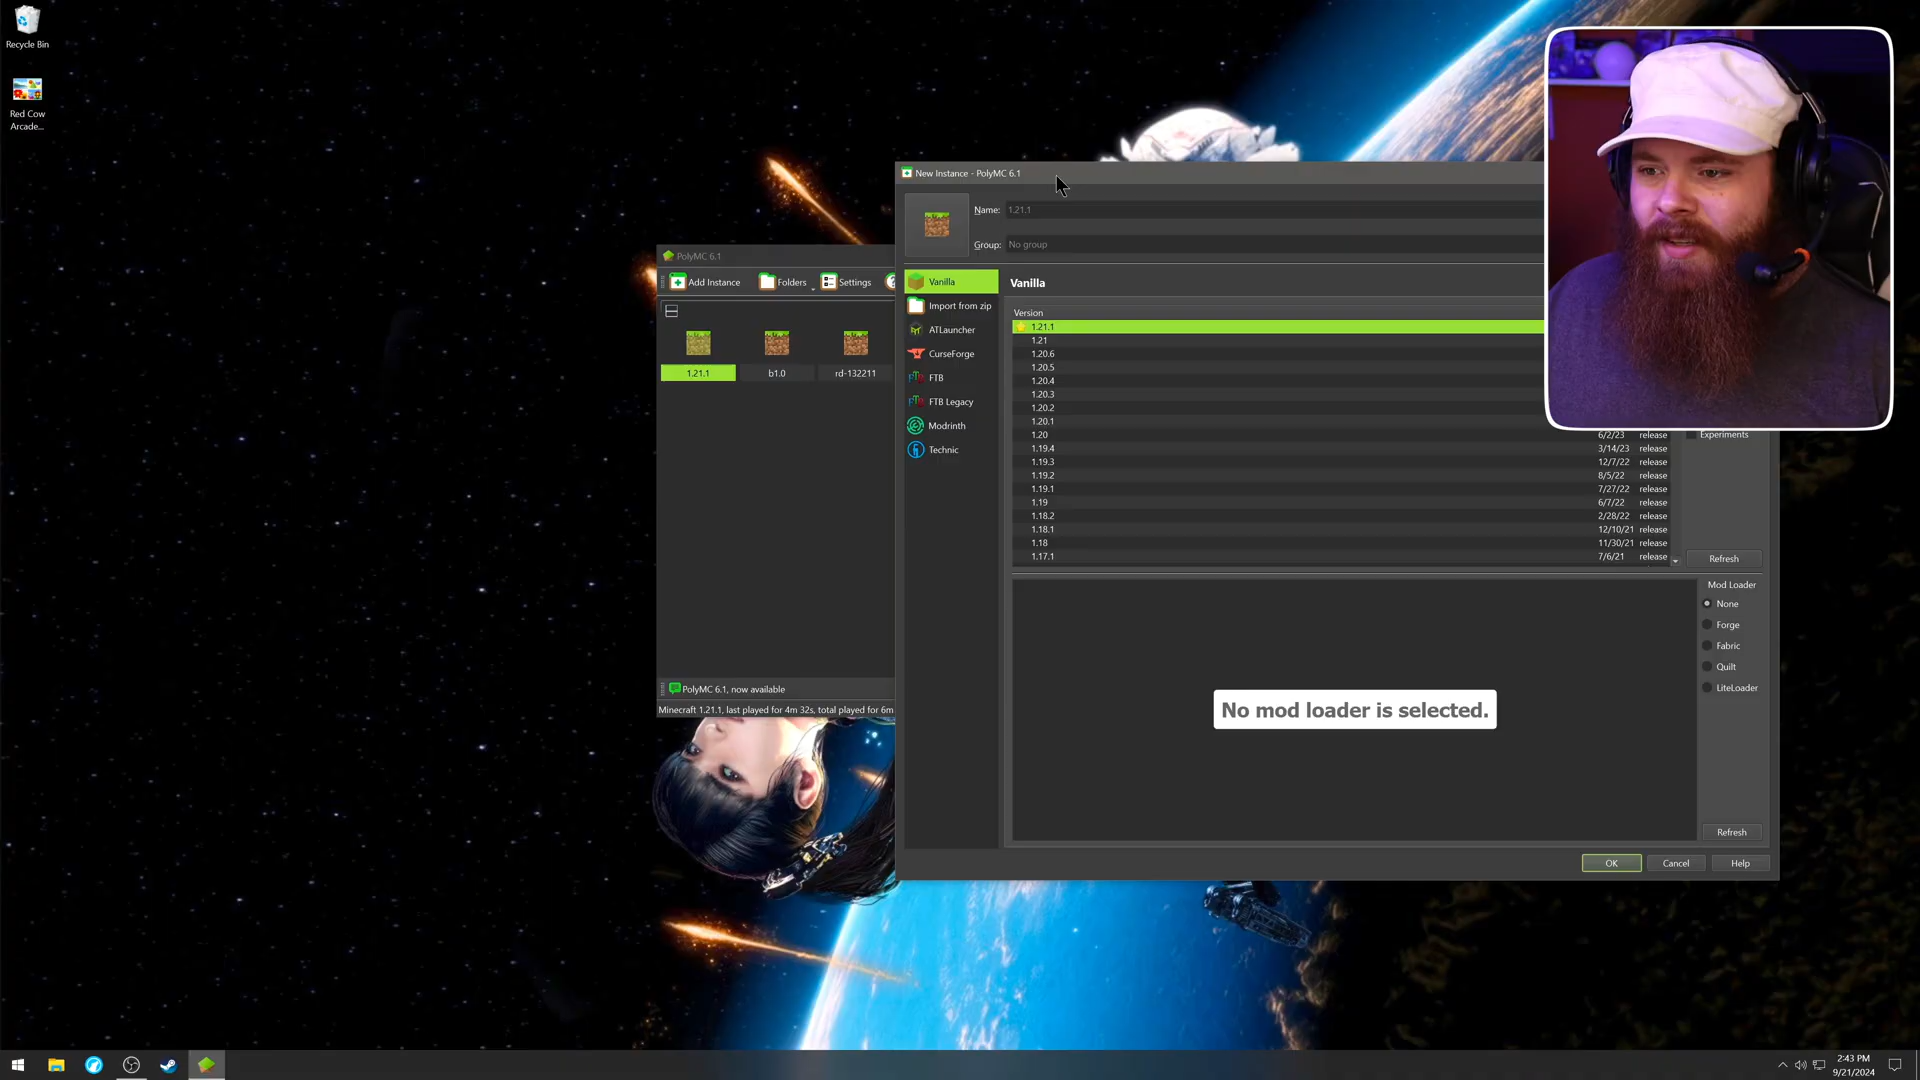 Recycle Bin
Red Cow
Arcade...
New Instance - PolyMC 6.1
Name: 1.21.1
Group: No group
PolyMC 6.1
Add Instance
Folders
Settings
1.21.1
b1.0
rd-132211
PolyMC 6.1, now available
Minecraft 1.21.1, last played for 4m 32s, total played for 6m
Vanilla
Import from zip
ATLauncher
CurseForge
FTB
FTB Legacy
Modrinth
Technic
Vanilla
Version
1.21.1
1.21
1.20.6
1.20.5
1.20.4
1.20.3
1.20.2
1.20.1
1.20 6/2/23 release
1.19.4 3/14/23 release
1.19.3 12/7/22 release
1.19.2 8/5/22 release
1.19.1 7/27/22 release
1.19 6/7/22 release
1.18.2 2/28/22 release
1.18.1 12/10/21 release
1.18 11/30/21 release
1.17.1 7/6/21 release
Experiments
Refresh
No mod loader is selected.
Mod Loader
None
Forge
Fabric
Quilt
LiteLoader
Refresh
OK
Cancel
Help
2:43 PM
9/21/2024